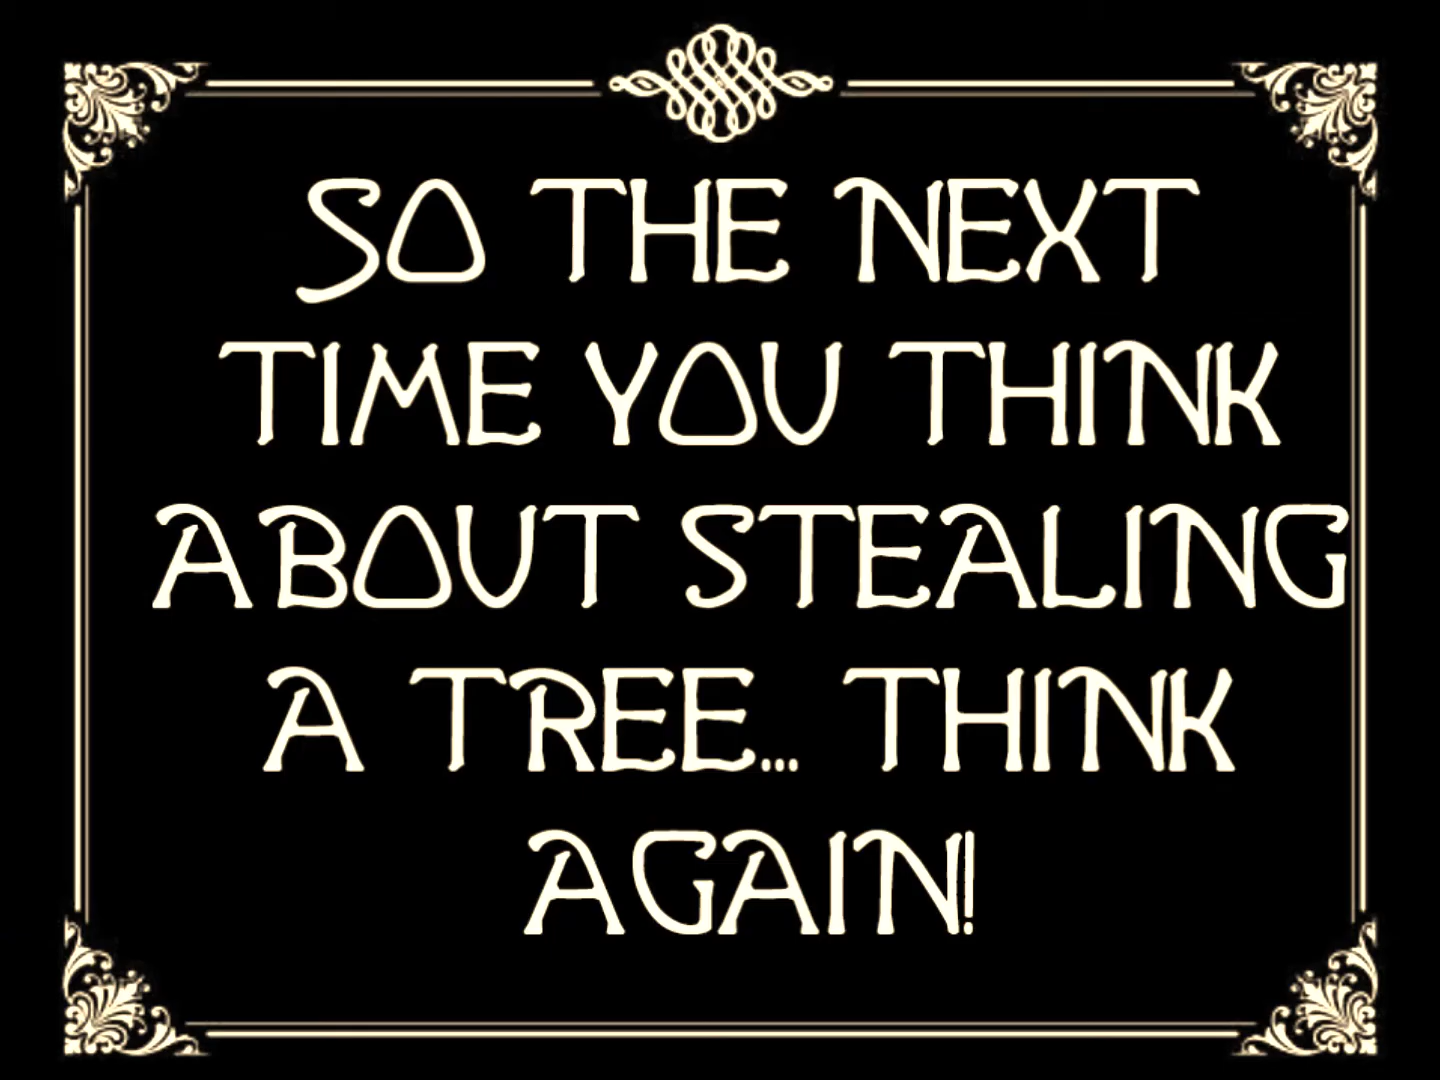 SO THE NEXT
TIME YOU THINK
ABOUT STEALING
A TREE... THINK
AGAIN!